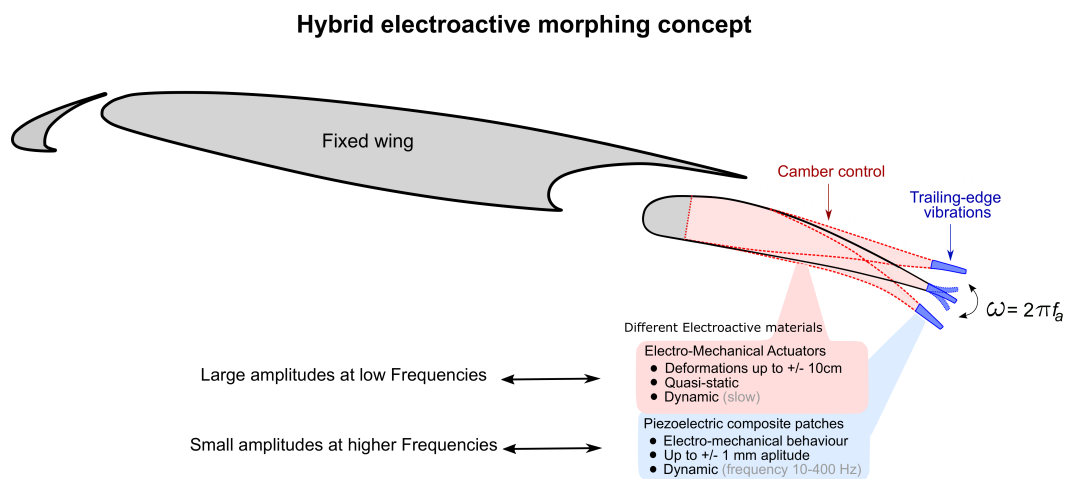 Hybrid electroactive morphing concept
Fixed wing
Camber control
Trailing-edge
vibrations
ω = 2πfₐ
Different Electroactive materials
Electro-Mechanical Actuators
● Deformations up to +/- 10cm
● Quasi-static
● Dynamic (slow)
Large amplitudes at low Frequencies
Piezoelectric composite patches
● Electro-mechanical behaviour
● Up to +/- 1 mm aplitude
● Dynamic (frequency 10-400 Hz)
Small amplitudes at higher Frequencies